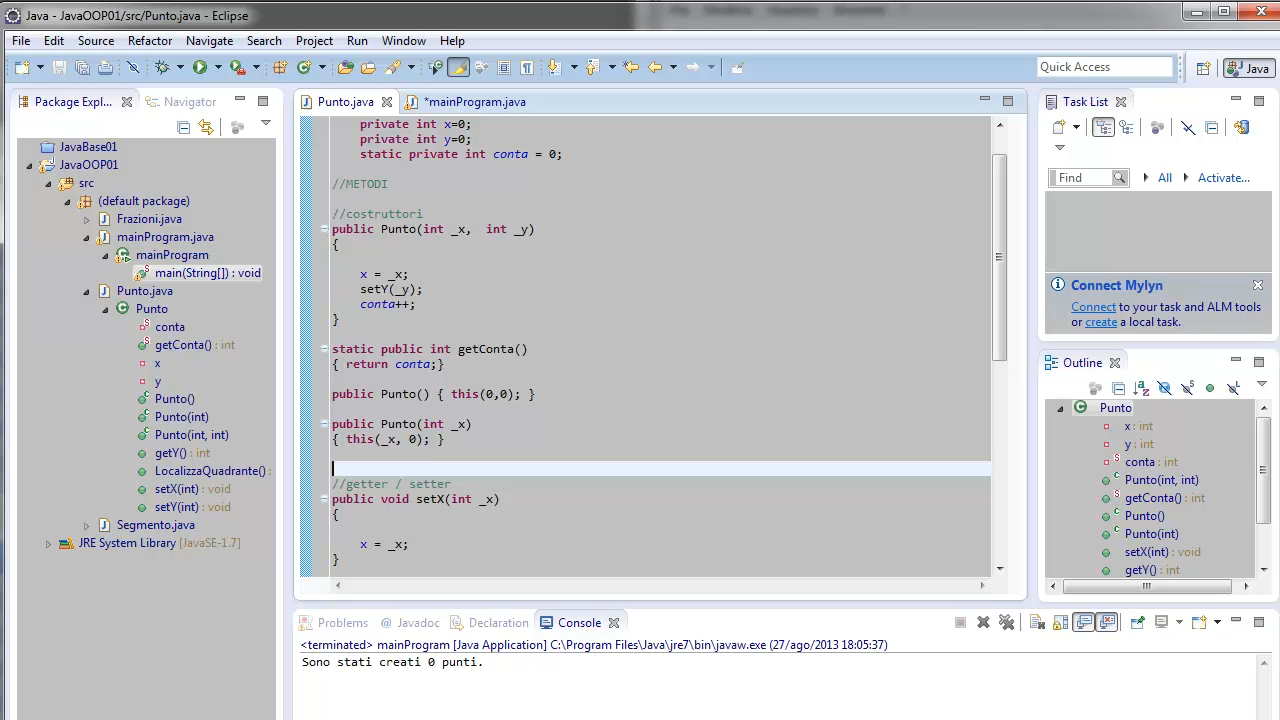 Java - JavaOOP01/src/Punto.java - Eclipse
File Edit Source Refactor Navigate Search Project Run Window Help
Quick Access
Java
Package Expl...
Navigator
JavaBase01
JavaOOP01
src
(default package)
Frazioni.java
mainProgram.java
mainProgram
main(String[]) : void
Punto.java
Punto
conta
getConta() : int
x
y
Punto()
Punto(int)
Punto(int, int)
getY() : int
LocalizzaQuadrante() :
setX(int) : void
setY(int) : void
Segmento.java
JRE System Library [JavaSE-1.7]
Punto.java
*mainProgram.java
private int x=0;
private int y=0;
static private int conta = 0;
//METODI
//costruttori
public Punto(int _x,  int _y)
{
x = _x;
setY(_y);
conta++;
}
static public int getConta()
{ return conta;}
public Punto() { this(0,0); }
public Punto(int _x)
{ this(_x, 0); }
//getter / setter
public void setX(int _x)
{
x = _x;
}
Task List
Find
All
Activate...
Connect Mylyn
Connect to your task and ALM tools
or create a local task.
Outline
Punto
x : int
y : int
conta : int
Punto(int, int)
getConta() : int
Punto()
Punto(int)
setX(int) : void
getY() : int
Problems
@ Javadoc
Declaration
Console
<terminated> mainProgram [Java Application] C:\Program Files\Java\jre7\bin\javaw.exe (27/ago/2013 18:05:37)
Sono stati creati 0 punti.